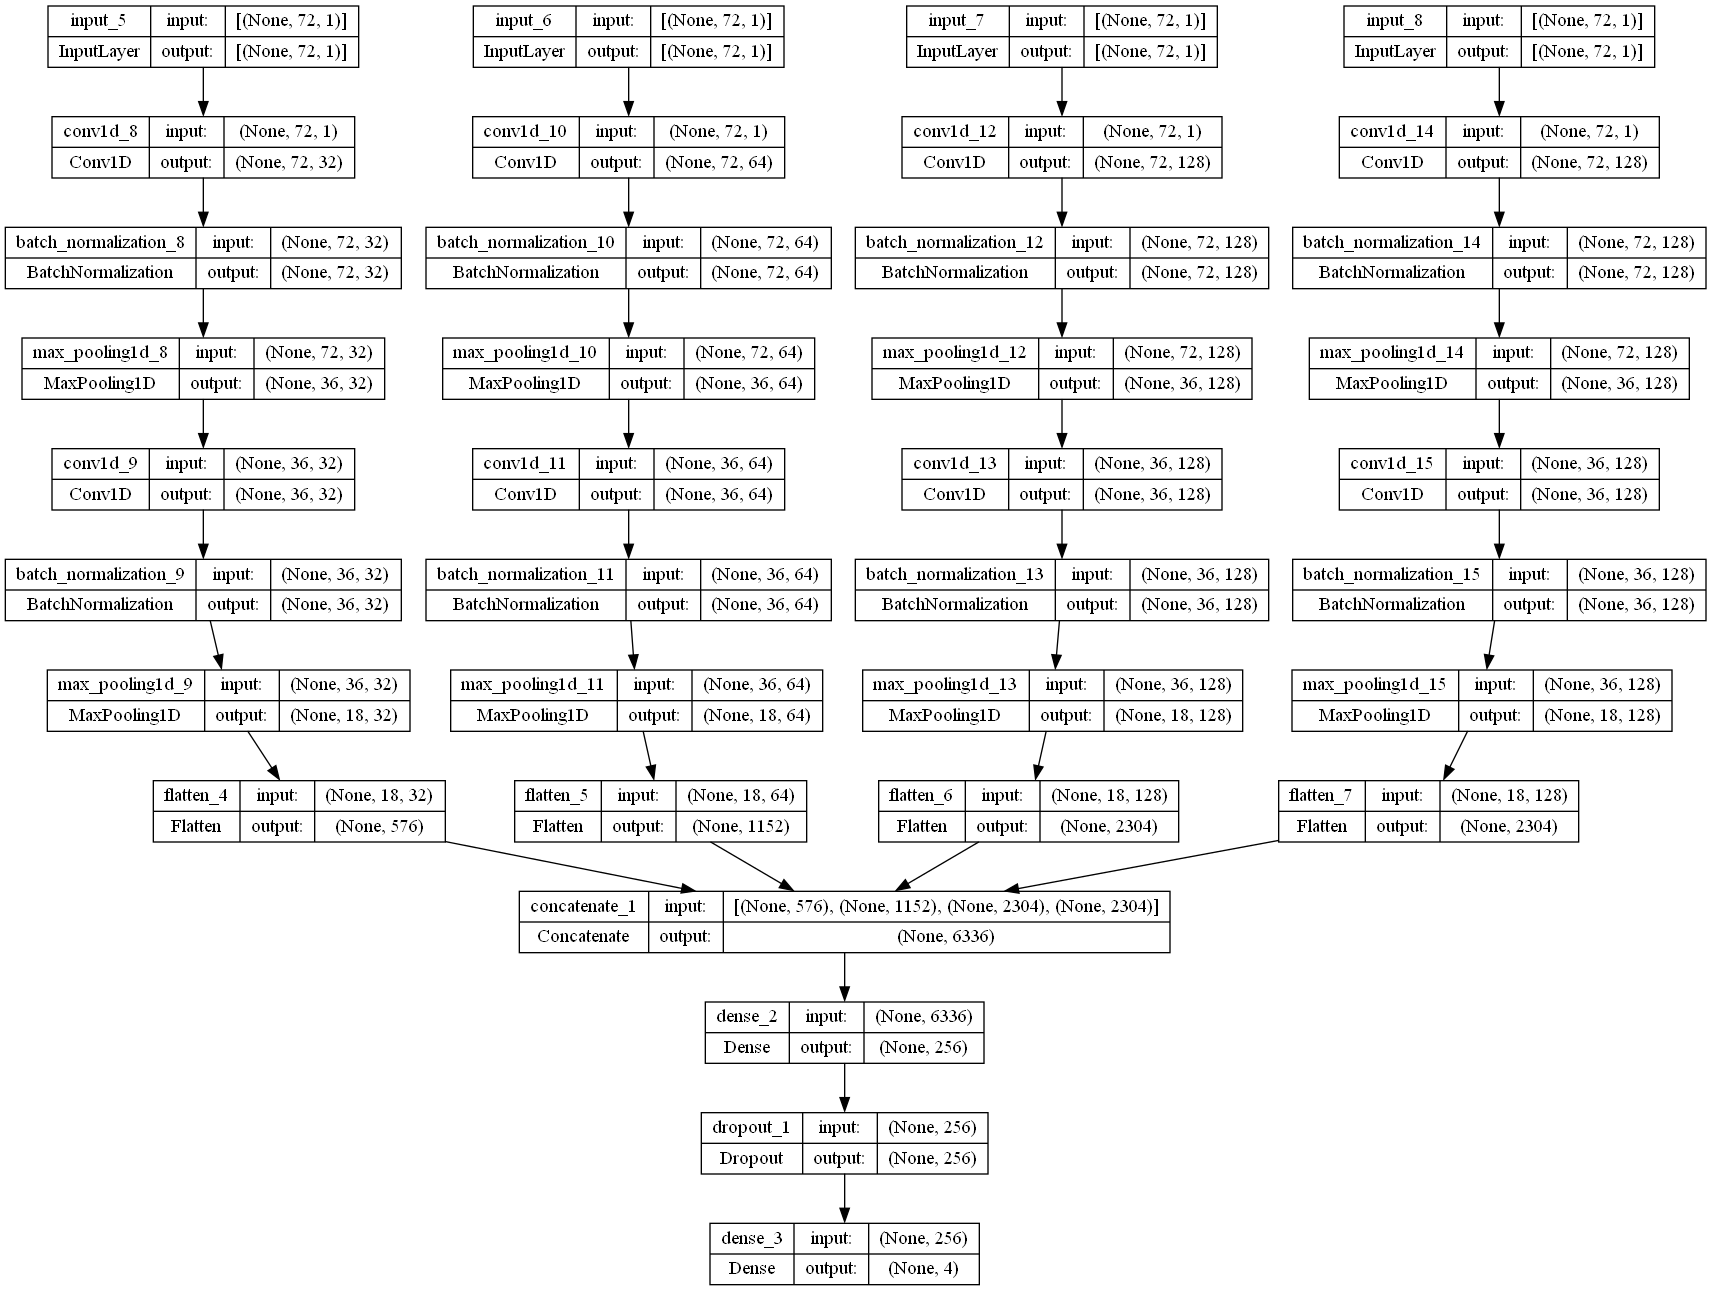 input_5 input: [(None, 72, 1)]
InputLayer output: [(None, 72, 1)]
input_6 input: [(None, 72, 1)]
InputLayer output: [(None, 72, 1)]
input_7 input: [(None, 72, 1)]
InputLayer output: [(None, 72, 1)]
input_8 input: [(None, 72, 1)]
InputLayer output: [(None, 72, 1)]
conv1d_8 input: (None, 72, 1)
Conv1D output: (None, 72, 32)
conv1d_10 input: (None, 72, 1)
Conv1D output: (None, 72, 64)
conv1d_12 input: (None, 72, 1)
Conv1D output: (None, 72, 128)
conv1d_14 input: (None, 72, 1)
Conv1D output: (None, 72, 128)
batch_normalization_8 input: (None, 72, 32)
BatchNormalization output: (None, 72, 32)
batch_normalization_10 input: (None, 72, 64)
BatchNormalization output: (None, 72, 64)
batch_normalization_12 input: (None, 72, 128)
BatchNormalization output: (None, 72, 128)
batch_normalization_14 input: (None, 72, 128)
BatchNormalization output: (None, 72, 128)
max_pooling1d_8 input: (None, 72, 32)
MaxPooling1D output: (None, 36, 32)
max_pooling1d_10 input: (None, 72, 64)
MaxPooling1D output: (None, 36, 64)
max_pooling1d_12 input: (None, 72, 128)
MaxPooling1D output: (None, 36, 128)
max_pooling1d_14 input: (None, 72, 128)
MaxPooling1D output: (None, 36, 128)
conv1d_9 input: (None, 36, 32)
Conv1D output: (None, 36, 32)
conv1d_11 input: (None, 36, 64)
Conv1D output: (None, 36, 64)
conv1d_13 input: (None, 36, 128)
Conv1D output: (None, 36, 128)
conv1d_15 input: (None, 36, 128)
Conv1D output: (None, 36, 128)
batch_normalization_9 input: (None, 36, 32)
BatchNormalization output: (None, 36, 32)
batch_normalization_11 input: (None, 36, 64)
BatchNormalization output: (None, 36, 64)
batch_normalization_13 input: (None, 36, 128)
BatchNormalization output: (None, 36, 128)
batch_normalization_15 input: (None, 36, 128)
BatchNormalization output: (None, 36, 128)
max_pooling1d_9 input: (None, 36, 32)
MaxPooling1D output: (None, 18, 32)
max_pooling1d_11 input: (None, 36, 64)
MaxPooling1D output: (None, 18, 64)
max_pooling1d_13 input: (None, 36, 128)
MaxPooling1D output: (None, 18, 128)
max_pooling1d_15 input: (None, 36, 128)
MaxPooling1D output: (None, 18, 128)
flatten_4 input: (None, 18, 32)
Flatten output: (None, 576)
flatten_5 input: (None, 18, 64)
Flatten output: (None, 1152)
flatten_6 input: (None, 18, 128)
Flatten output: (None, 2304)
flatten_7 input: (None, 18, 128)
Flatten output: (None, 2304)
concatenate_1 input: [(None, 576), (None, 1152), (None, 2304), (None, 2304)]
Concatenate output: (None, 6336)
dense_2 input: (None, 6336)
Dense output: (None, 256)
dropout_1 input: (None, 256)
Dropout output: (None, 256)
dense_3 input: (None, 256)
Dense output: (None, 4)